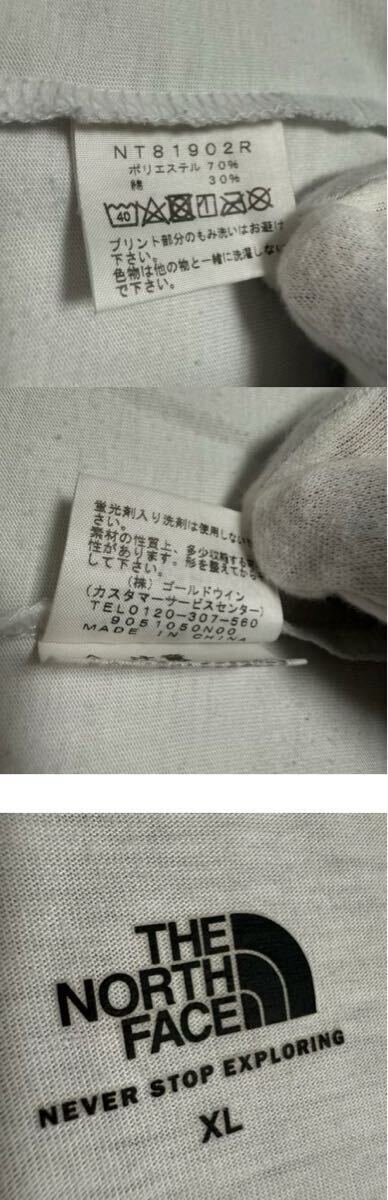 NT81902R
ポリエステル 70%
綿 30%
40
プリント部分のもみ洗いはお避け
下さい。
色物は他の物と一緒に洗濯しない
で下さい。
蛍光剤入り洗剤は使用しない
さい。
素材の性質上、多少収縮する
性があります。形を整えてから
して下さい。
(株) ゴールドウイン
(カスタマーサービスセンター)
TEL0120-307-560
9051050N00
MADE IN CHINA
THE
NORTH
FACE
NEVER STOP EXPLORING
XL